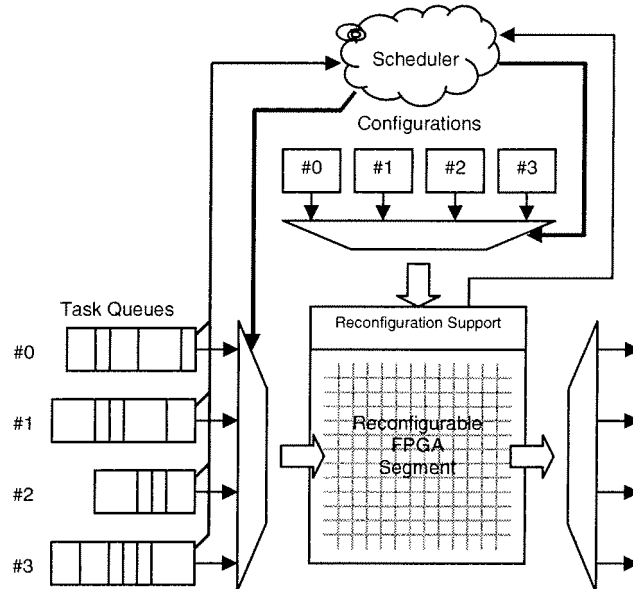 Scheduler
Configurations
#0 #1 #2 #3
Task Queues
Reconfiguration Support
#0
#1
#2
#3
Reconfigurable
FPGA
Segment